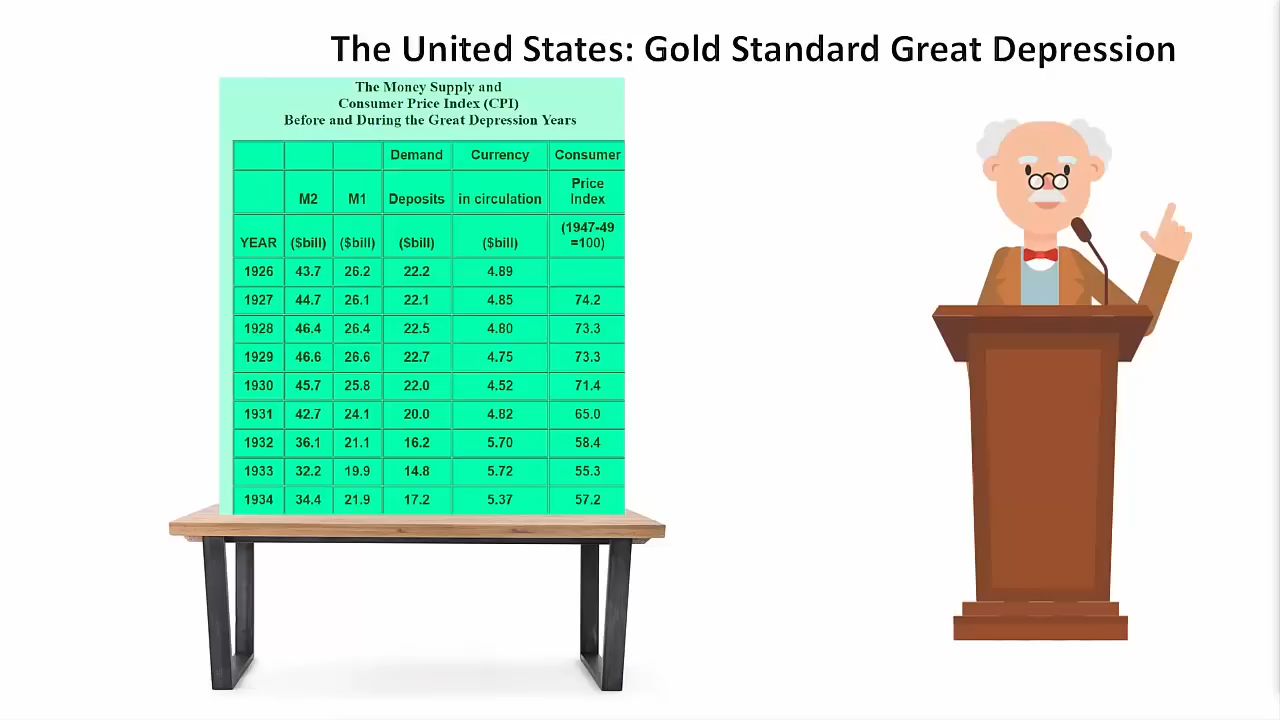 The United States: Gold Standard Great Depression
The Money Supply and
Consumer Price Index (CPI)
Before and During the Great Depression Years
Demand Currency Consumer
M2 M1 Deposits in circulation Price Index
YEAR ($bill) ($bill) ($bill) ($bill) (1947-49 =100)
1926 43.7 26.2 22.2 4.89
1927 44.7 26.1 22.1 4.85 74.2
1928 46.4 26.4 22.5 4.80 73.3
1929 46.6 26.6 22.7 4.75 73.3
1930 45.7 25.8 22.0 4.52 71.4
1931 42.7 24.1 20.0 4.82 65.0
1932 36.1 21.1 16.2 5.70 58.4
1933 32.2 19.9 14.8 5.72 55.3
1934 34.4 21.9 17.2 5.37 57.2